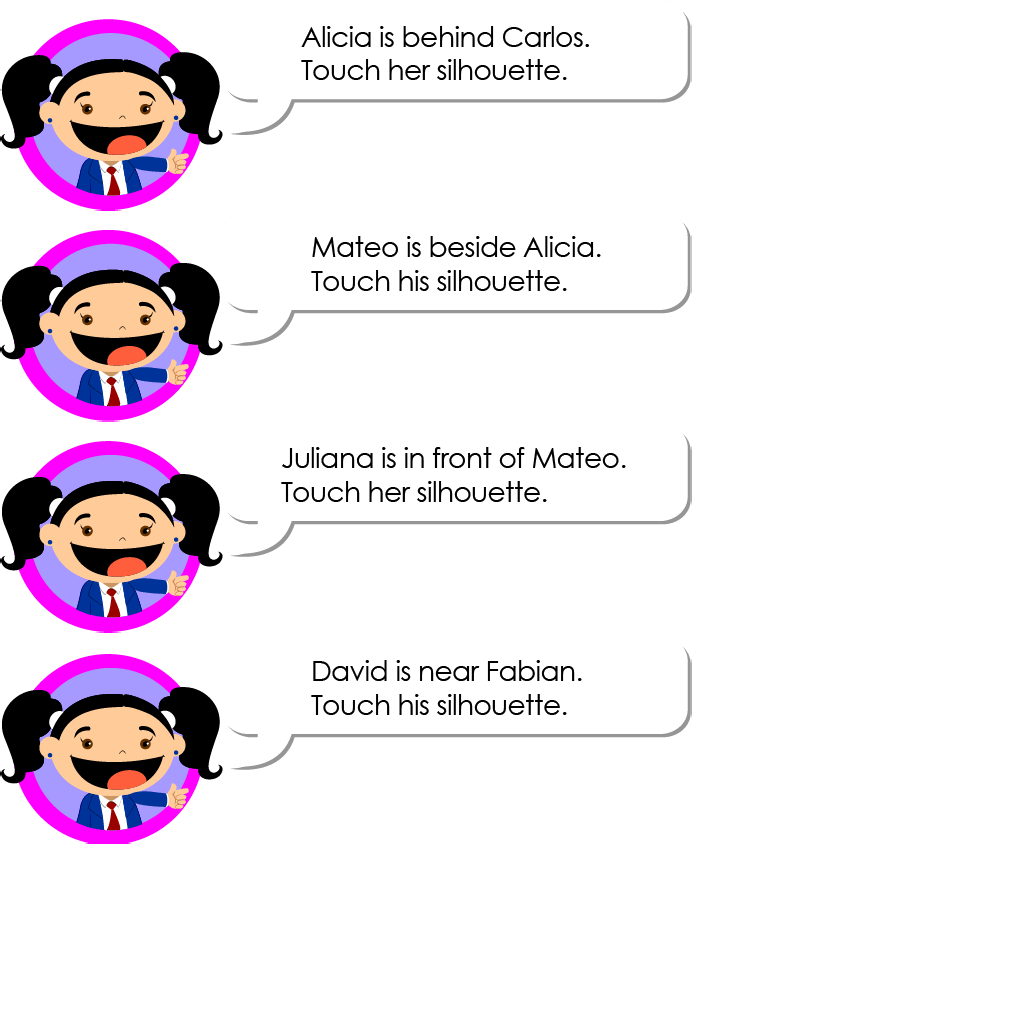 Alicia is behind Carlos.
Touch her silhouette.
Mateo is beside Alicia.
Touch his silhouette.
Juliana is in front of Mateo.
Touch her silhouette.
David is near Fabian.
Touch his silhouette.